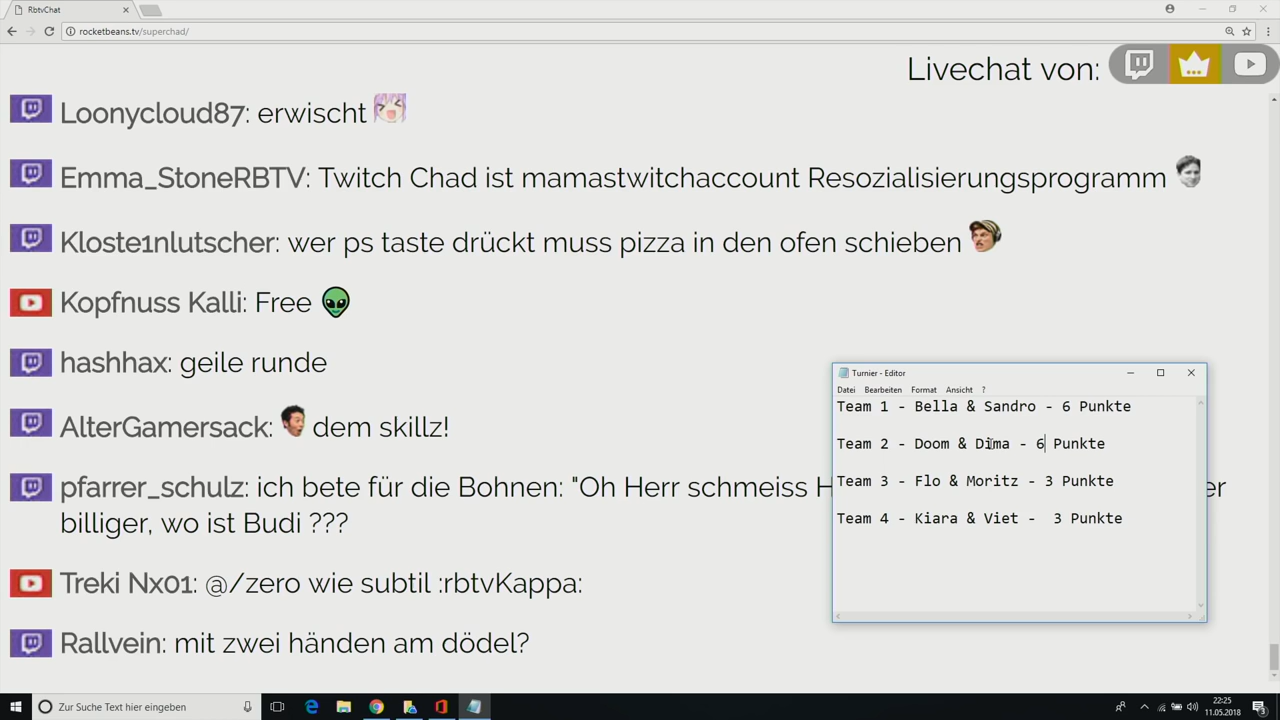 RbtvChat
rocketbeans.tv/superchad/
Livechat von:
Loonycloud87: erwischt
Emma_StoneRBTV: Twitch Chad ist mamastwitchaccount Resozialisierungsprogramm
Kloste1nlutscher: wer ps taste drückt muss pizza in den ofen schieben
Kopfnuss Kalli: Free
hashhax: geile runde
AlterGamersack: dem skillz!
pfarrer_schulz: ich bete für die Bohnen: "Oh Herr schmeiss
billiger, wo ist Budi ???
Treki Nx01: @/zero wie subtil :rbtvKappa:
Rallvein: mit zwei händen am dödel?
Turnier - Editor
Datei Bearbeiten Format Ansicht ?
Team 1 - Bella & Sandro - 6 Punkte
Team 2 - Doom & Dima - 6 Punkte
Team 3 - Flo & Moritz - 3 Punkte
Team 4 - Kiara & Viet - 3 Punkte
Zur Suche Text hier eingeben
22:25
11.05.2018
3